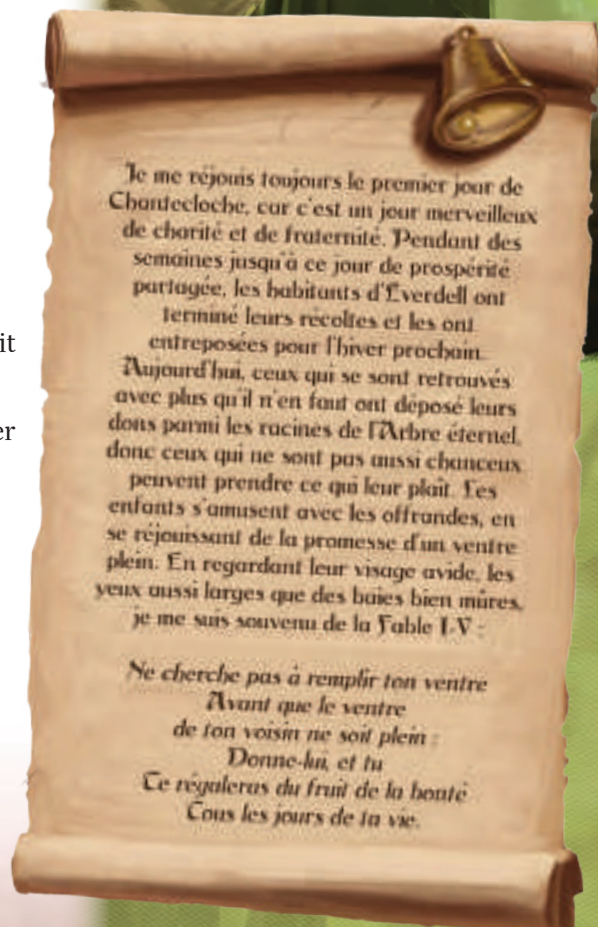 Je me réjouis toujours le premier jour de
Chantecloche, car c'est un jour merveilleux
de charité et de fraternité. Pendant des
semaines jusqu'à ce jour de prospérité
partagée, les habitants d'Everdell ont
terminé leurs récoltes et les ont
entreposées pour l'hiver prochain.
Aujourd'hui, ceux qui se sont retrouvés
avec plus qu'il n'en faut ont déposé leurs
dons parmi les racines de l'Arbre éternel,
donc ceux qui ne sont pas aussi chanceux
peuvent prendre ce qui leur plaît. Les
enfants s'amusent avec les offrandes, en
se réjouissant de la promesse d'un ventre
plein. En regardant leur visage avide, les
yeux aussi larges que des baies bien mûres,
je me suis souvenu de la Fable I-V :
Ne cherche pas à remplir ton ventre
Avant que le ventre
de ton voisin ne soit plein :
Donne-lui, et tu
Te régaleras du fruit de la bonté
Tous les jours de ta vie.
it
er